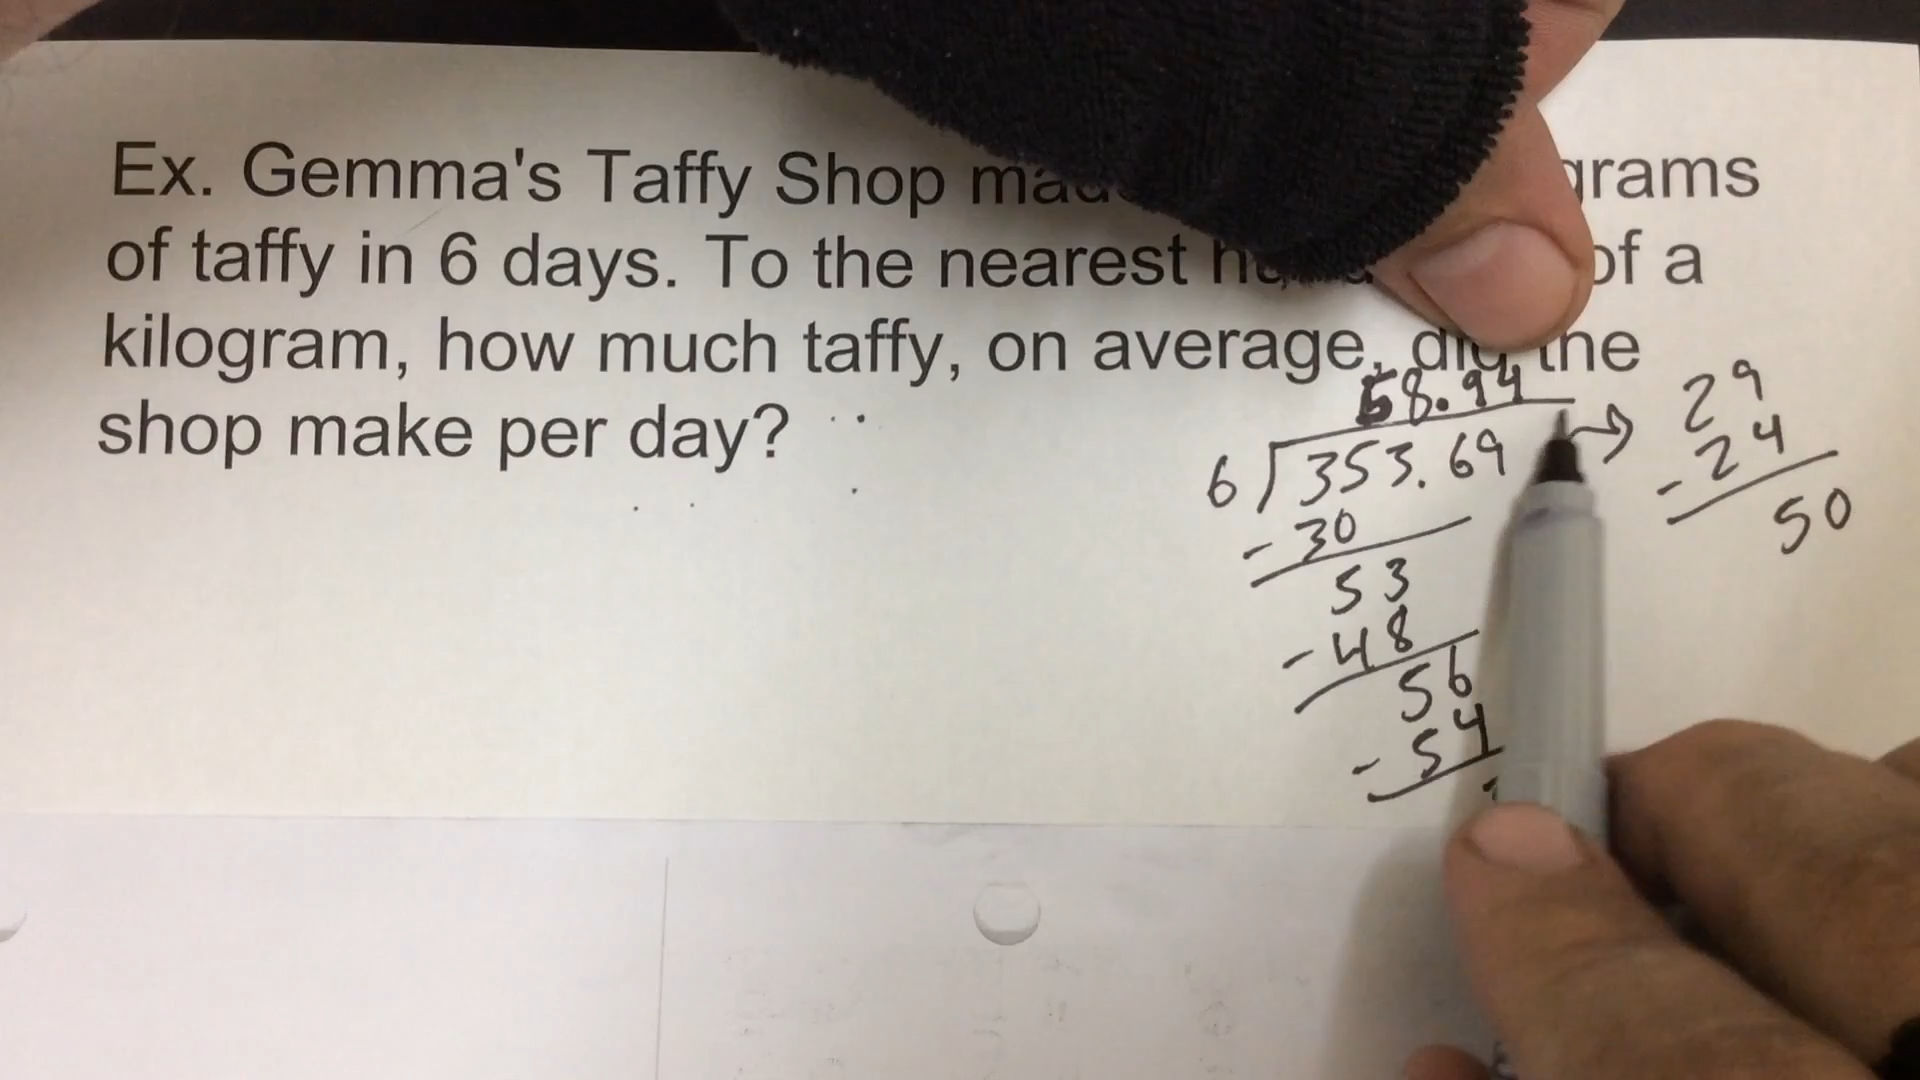 Ex. Gemma's Taffy Shop grams
of taffy in 6 days. To the nearest of a
kilogram, how much taffy, on average, did the
shop make per day?
58.94
6 353.69
- 30
53
- 48
56
- 54
29
- 24
50